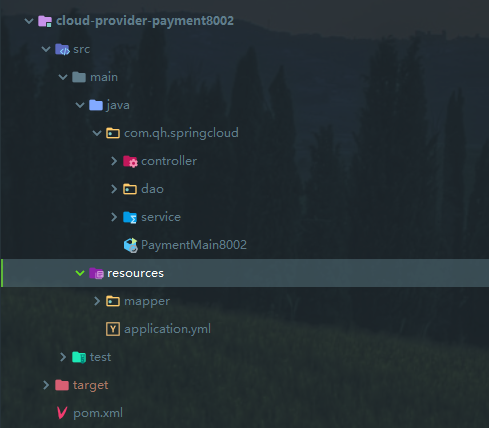 cloud-provider-payment8002
src
main
java
com.qh.springcloud
controller
dao
service
PaymentMain8002
resources
mapper
application.yml
test
target
pom.xml